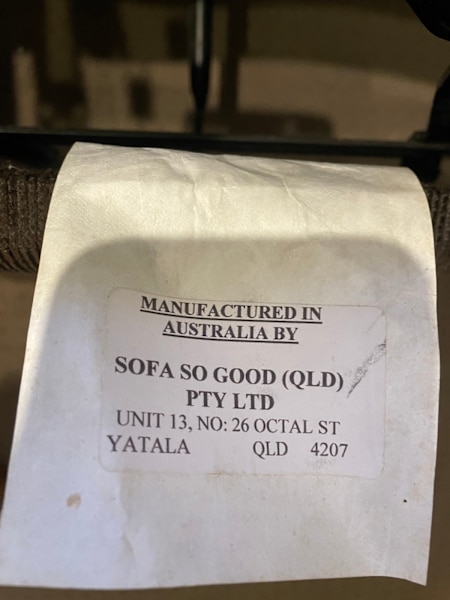 MANUFACTURED IN
AUSTRALIA BY
SOFA SO GOOD (QLD)
PTY LTD
UNIT 13, NO: 26 OCTAL ST
YATALA QLD 4207